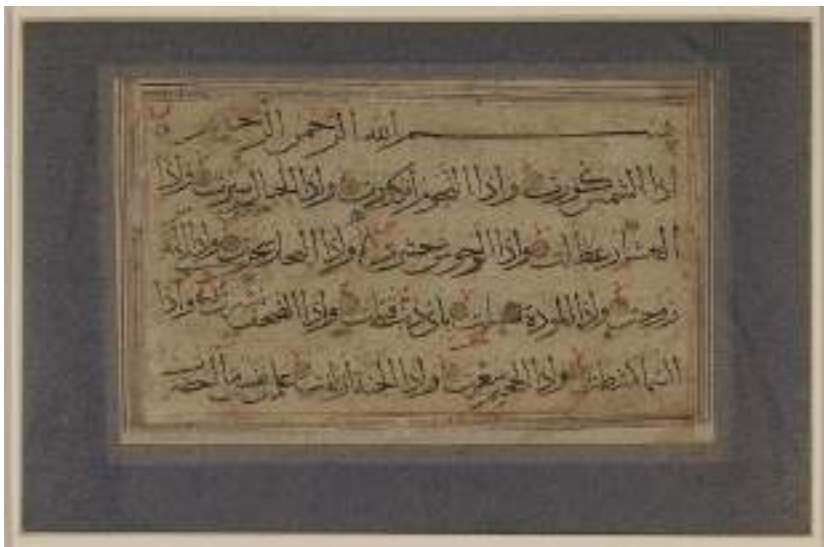 بسم الله الرحمن الرحيم
اذا الشمس كورت واذا النجوم انكدرت واذا الجبال سيرت واذا
العشار عطلت واذا الوحوش حشرت واذا البحار سجرت واذا
زوجت واذا الموودة سئلت باي ذنب قتلت واذا الصحف نشرت واذا
السما كشطت واذا الجحيم سعرت واذا الجنة ازلفت علمت نفس ما احضرت